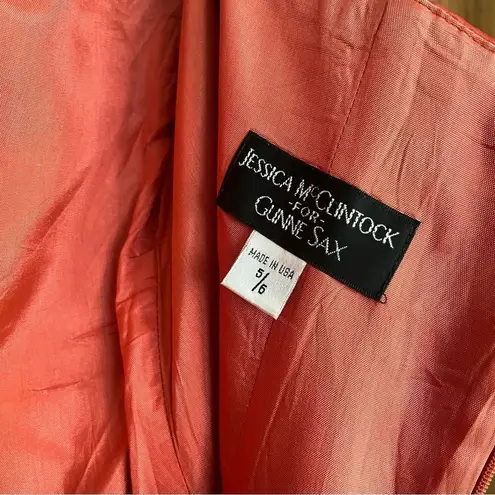 JESSICA MCCLINTOCK
-FOR-
GUNNE SAX
MADE IN USA
5/6